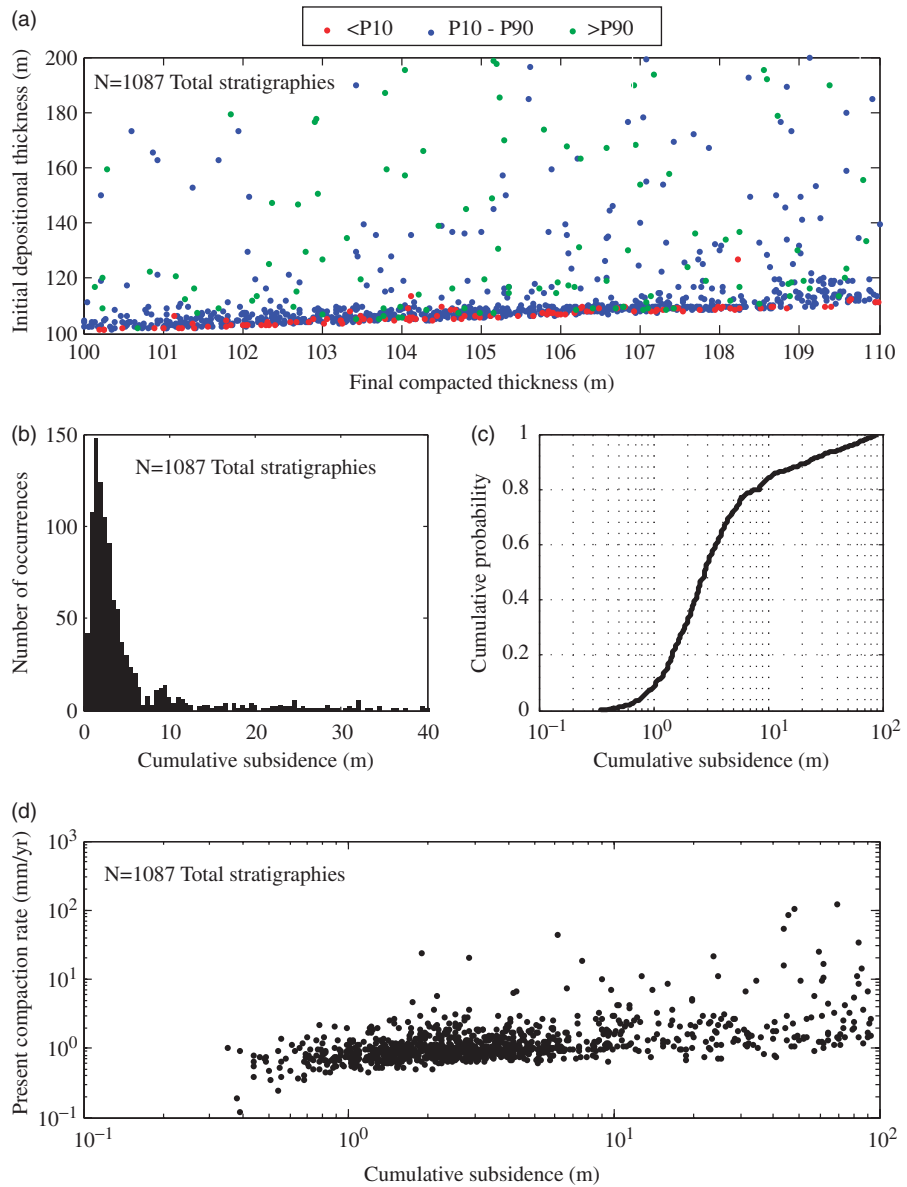 (a)
<P10 P10 - P90 >P90
N=1087 Total stratigraphies
Initial depositional thickness (m)
200
180
160
140
120
100
100 101 102 103 104 105 106 107 108 109 110
Final compacted thickness (m)
(b)
N=1087 Total stratigraphies
Number of occurrences
150
100
50
0
0 10 20 30 40
Cumulative subsidence (m)
(c)
Cumulative probability
1
0.8
0.6
0.4
0.2
0
10⁻¹ 10⁰ 10¹ 10²
Cumulative subsidence (m)
(d)
N=1087 Total stratigraphies
Present compaction rate (mm/yr)
10³
10²
10¹
10⁰
10⁻¹
10⁻¹ 10⁰ 10¹ 10²
Cumulative subsidence (m)